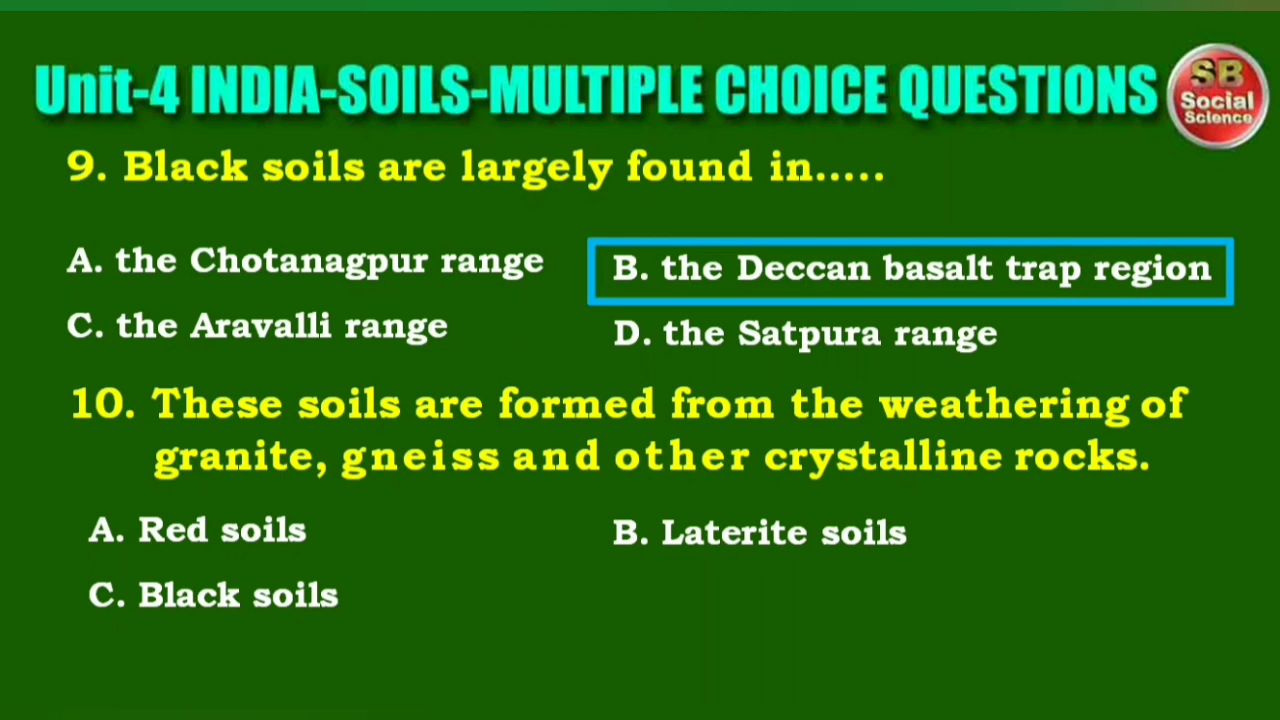 Unit-4 INDIA-SOILS-MULTIPLE CHOICE QUESTIONS
SB
Social
Science
9. Black soils are largely found in.....
A. the Chotanagpur range
B. the Deccan basalt trap region
C. the Aravalli range
D. the Satpura range
10. These soils are formed from the weathering of
granite, gneiss and other crystalline rocks.
A. Red soils
B. Laterite soils
C. Black soils